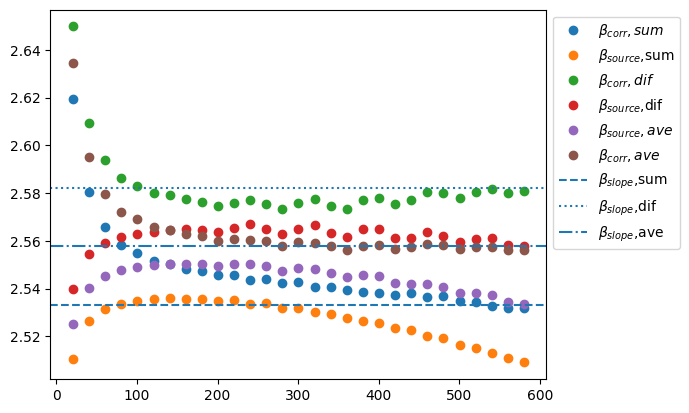 2.64
2.62
2.60
2.58
2.56
2.54
2.52
0
100
200
300
400
500
600
β_corr, sum
β_source,sum
β_corr, dif
β_source,dif
β_source, ave
β_corr, ave
β_slope,sum
β_slope,dif
β_slope,ave